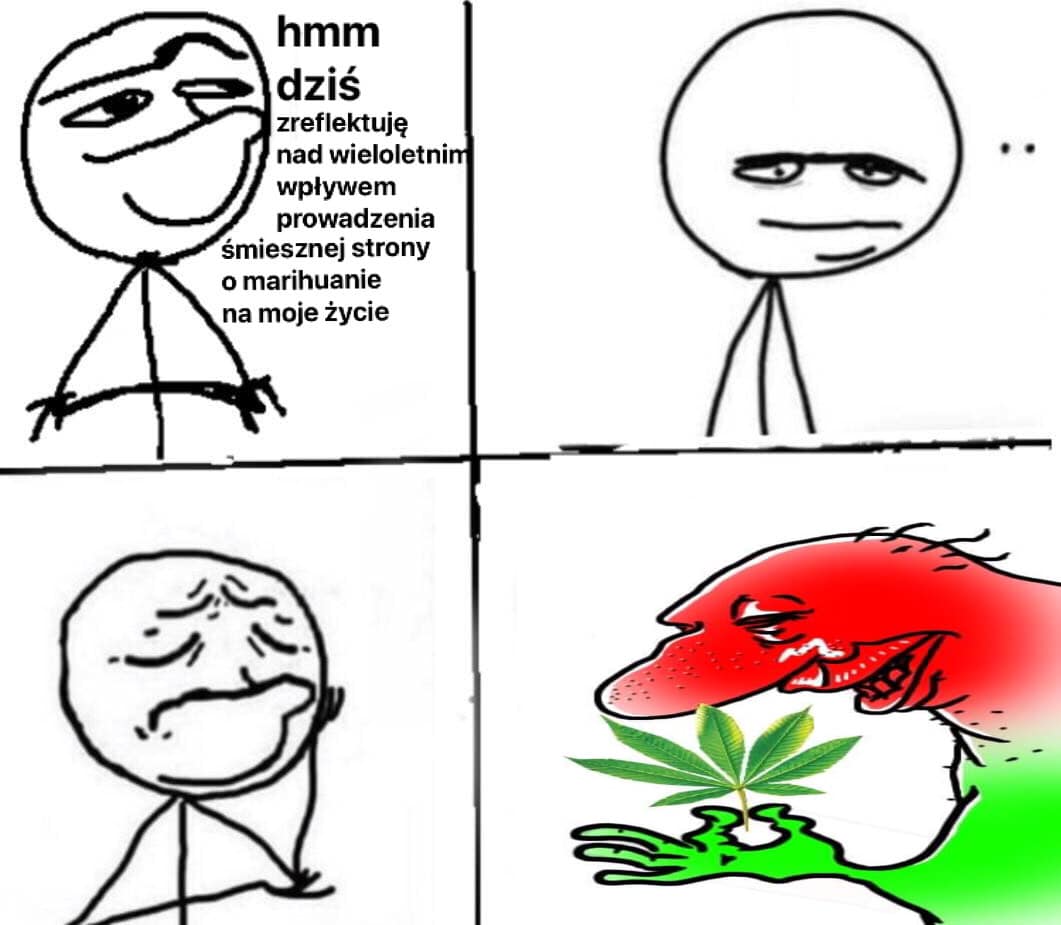 hmm
dziś
zreflektuję
nad wieloletnim
wpływem
prowadzenia
śmiesznej strony
o marihuanie
na moje życie
..